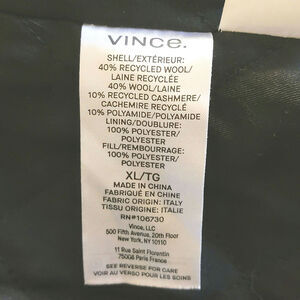 VINCE.
SHELL/EXTÉRIEUR:
40% RECYCLED WOOL/
LAINE RECYCLÉE
40% WOOL/LAINE
10% RECYCLED CASHMERE/
CACHEMIRE RECYCLÉ
10% POLYAMIDE/POLYAMIDE
LINING/DOUBLURE:
100% POLYESTER/
POLYESTER
FILL/REMBOURRAGE:
100% POLYESTER/
POLYESTER
XL/TG
MADE IN CHINA
FABRIQUÉ EN CHINE
FABRIC ORIGIN: ITALY
TISSU ORIGINE: ITALIE
RN#106730
Vince, LLC
500 Fifth Avenue, 20th Floor
New York, NY 10110
11 Rue Saint Florentin
75008 Paris France
SEE REVERSE FOR CARE
VOIR AU VERSO POUR LES SOINS